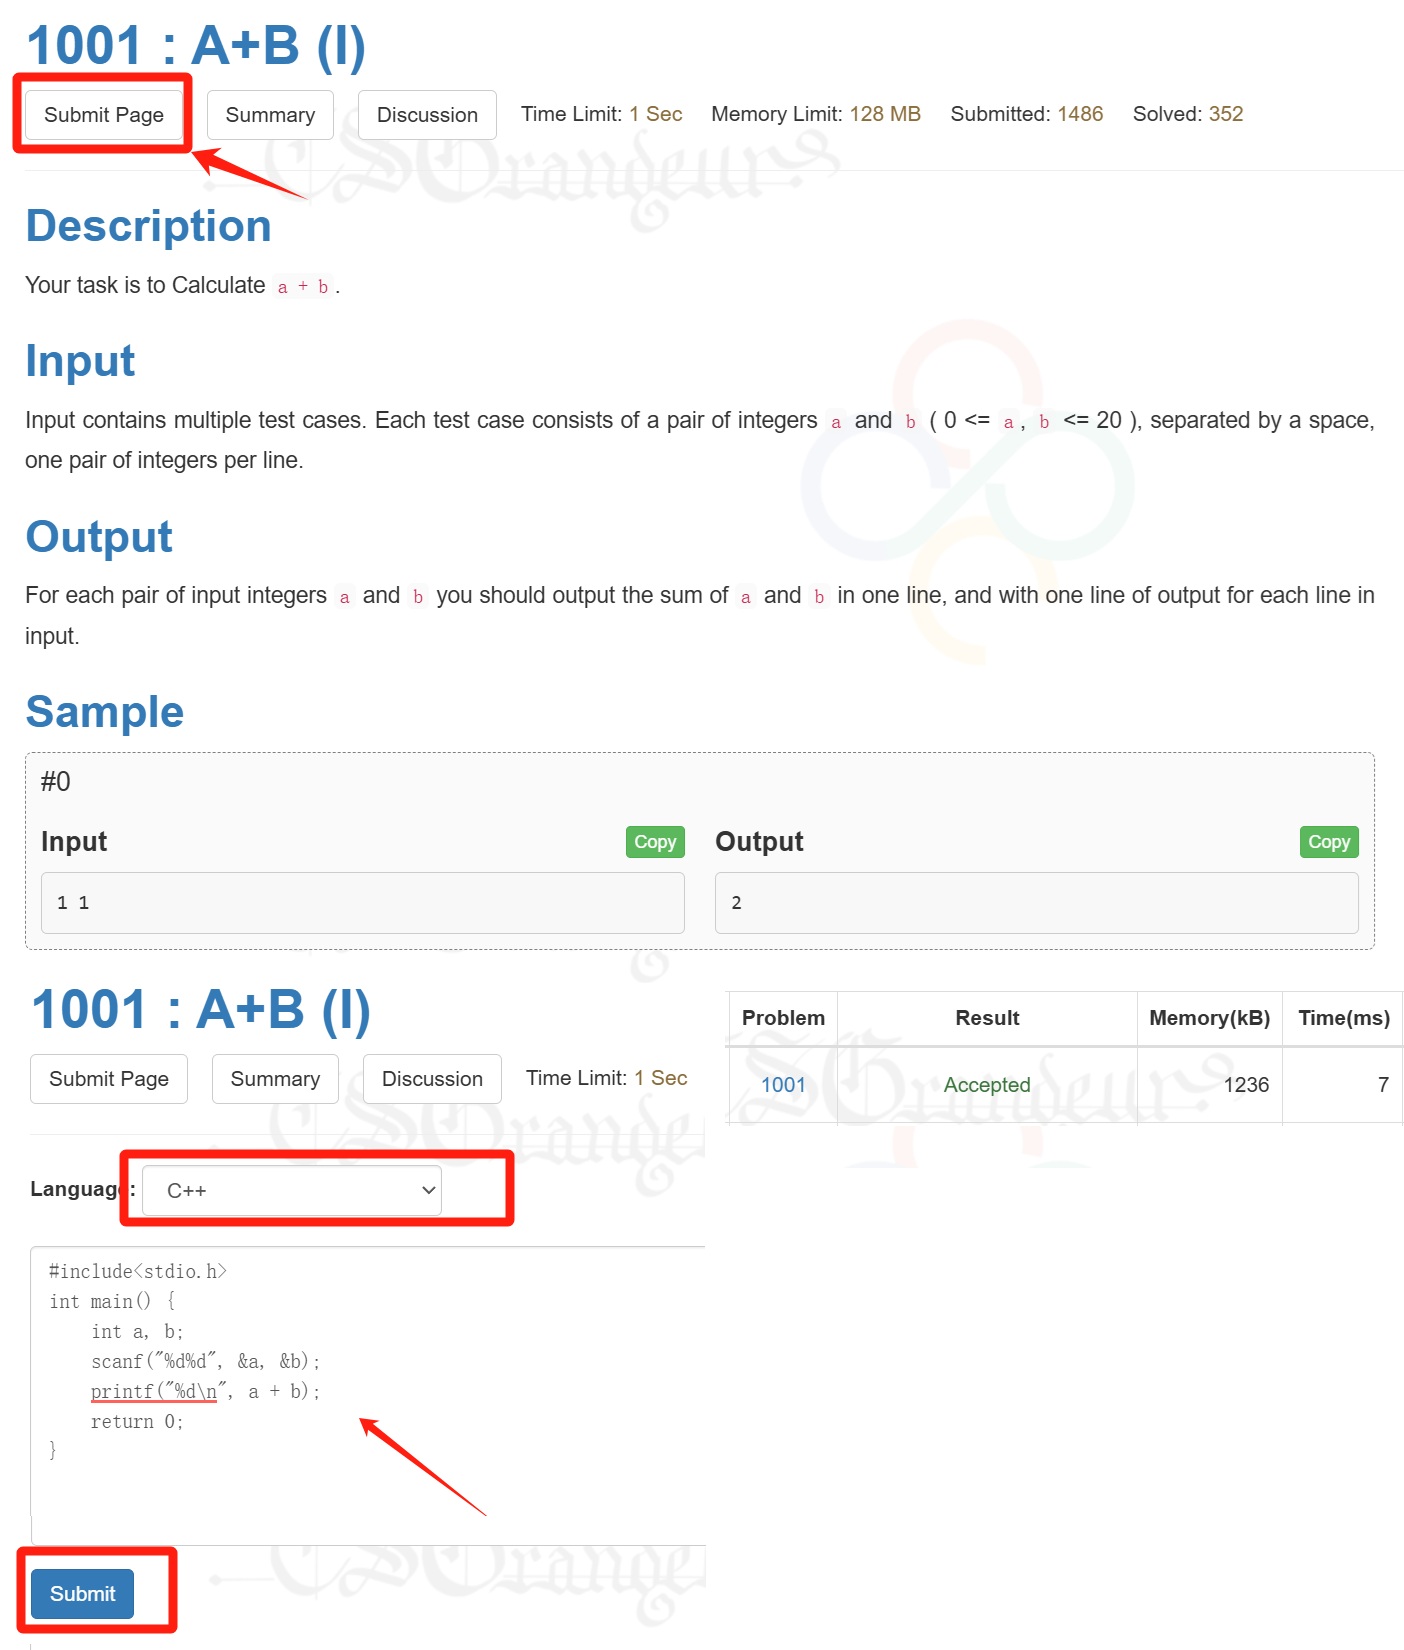 1001 : A+B (I)
Submit Page Summary Discussion Time Limit: 1 Sec Memory Limit: 128 MB Submitted: 1486 Solved: 352
Description
Your task is to Calculate a + b .
Input
Input contains multiple test cases. Each test case consists of a pair of integers a and b ( 0 <= a , b <= 20 ), separated by a space,
one pair of integers per line.
Output
For each pair of input integers a and b you should output the sum of a and b in one line, and with one line of output for each line in
input.
Sample
#0
Input Copy Output Copy
1 1
2
1001 : A+B (I)
Submit Page Summary Discussion Time Limit: 1 Sec
Language: C++
#include<stdio.h>
int main() {
    int a, b;
    scanf("%d%d", &a, &b);
    printf("%d\n", a + b);
    return 0;
}
Submit
Problem Result Memory(kB) Time(ms)
1001 Accepted 1236 7
CSGrandeur